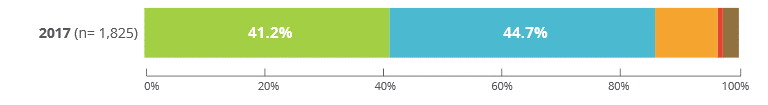 2017 (n= 1,825) 41.2% 44.7%
0% 20% 40% 60% 80% 100%